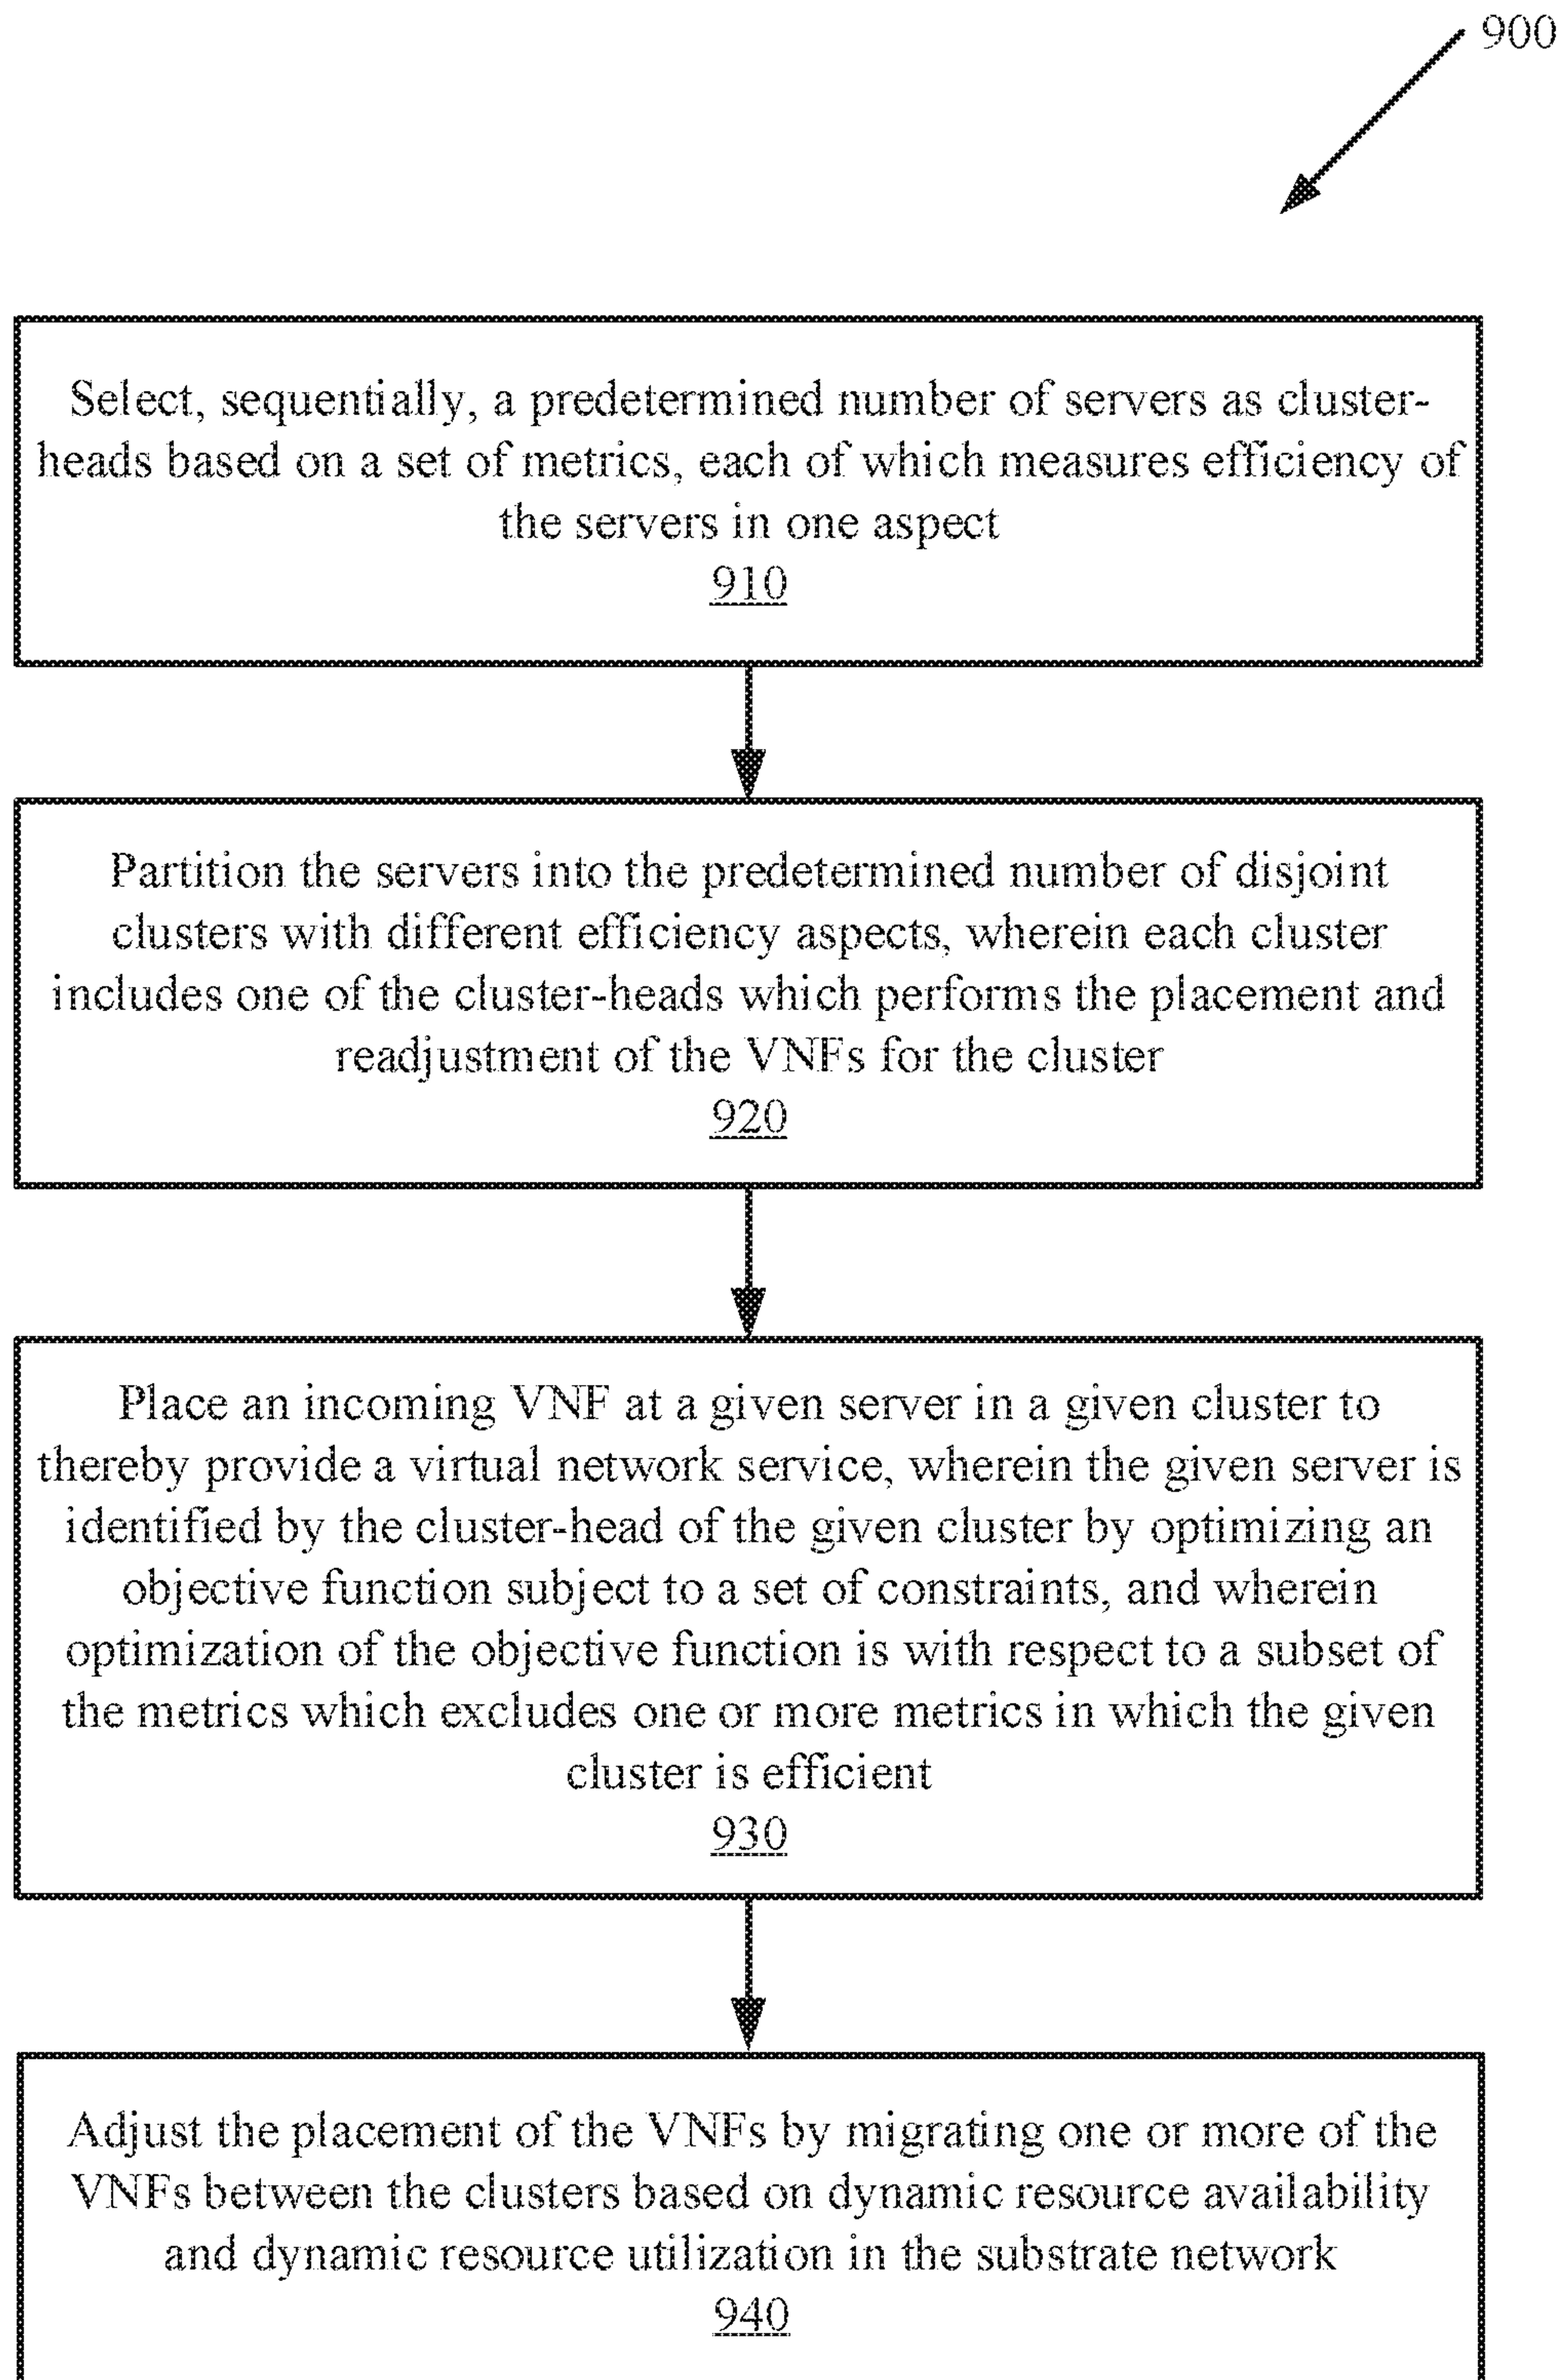 900
Select, sequentially, a predetermined number of servers as cluster-
heads based on a set of metrics, each of which measures efficiency of
the servers in one aspect
910
Partition the servers into the predetermined number of disjoint
clusters with different efficiency aspects, wherein each cluster
includes one of the cluster-heads which performs the placement and
readjustment of the VNFs for the cluster
920
Place an incoming VNF at a given server in a given cluster to
thereby provide a virtual network service, wherein the given server is
identified by the cluster-head of the given cluster by optimizing an
objective function subject to a set of constraints, and wherein
optimization of the objective function is with respect to a subset of
the metrics which excludes one or more metrics in which the given
cluster is efficient
930
Adjust the placement of the VNFs by migrating one or more of the
VNFs between the clusters based on dynamic resource availability
and dynamic resource utilization in the substrate network
940